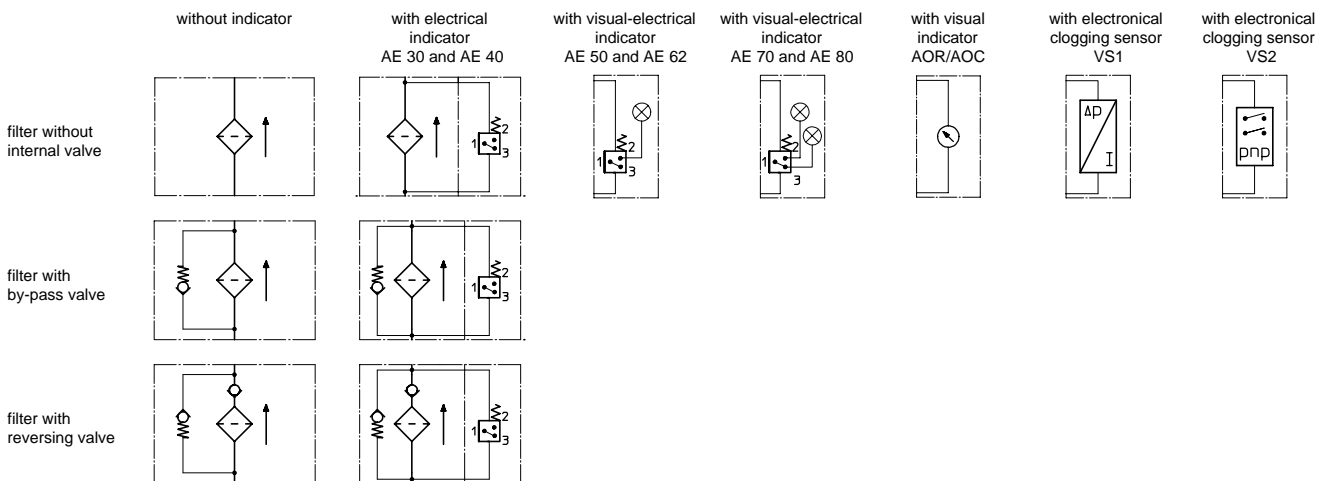 without indicator
with electrical
indicator
AE 30 and AE 40
with visual-electrical
indicator
AE 50 and AE 62
with visual-electrical
indicator
AE 70 and AE 80
with visual
indicator
AOR/AOC
with electronical
clogging sensor
VS1
with electronical
clogging sensor
VS2
filter without
internal valve
1 2 3
1 2 3
1 2 3
Δp
I
pnp
filter with
by-pass valve
1 2 3
filter with
reversing valve
1 2 3